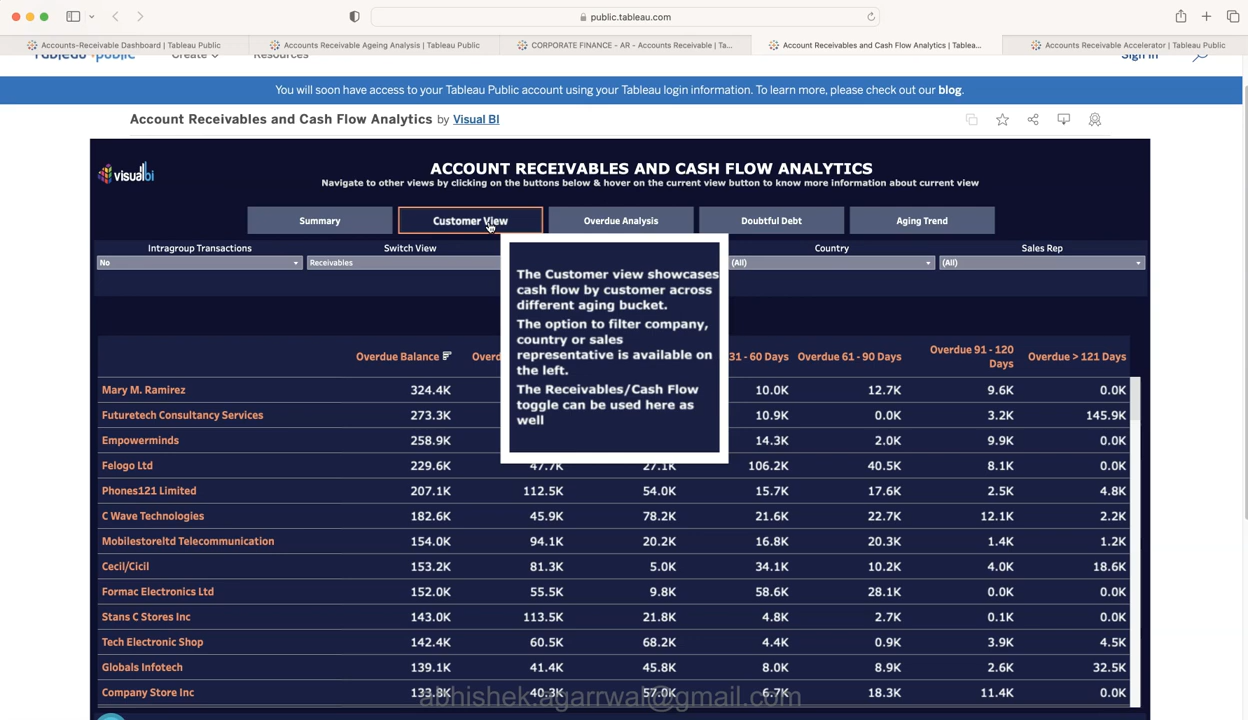 public.tableau.com
Accounts-Receivable Dashboard | Tableau Public
Accounts Receivable Ageing Analysis | Tableau Public
CORPORATE FINANCE - AR - Accounts Receivable | Ta...
Account Receivables and Cash Flow Analytics | Tablea...
Accounts Receivable Accelerator | Tableau Public
Create
Resources
Sign In
You will soon have access to your Tableau Public account using your Tableau login information. To learn more, please check out our blog.
Account Receivables and Cash Flow Analytics by Visual BI
visualbi
ACCOUNT RECEIVABLES AND CASH FLOW ANALYTICS
Navigate to other views by clicking on the buttons below & hover on the current view button to know more information about current view
Summary
Customer View
Overdue Analysis
Doubtful Debt
Aging Trend
Intragroup Transactions
Switch View
Country
Sales Rep
No
Receivables
(All)
(All)
The Customer view showcases
cash flow by customer across
different aging bucket.
The option to filter company,
country or sales
representative is available on
the left.
The Receivables/Cash Flow
toggle can be used here as
well
Overdue Balance
31 - 60 Days
Overdue 61 - 90 Days
Overdue 91 - 120
Days
Overdue > 121 Days
Mary M. Ramirez 324.4K 10.0K 12.7K 9.6K 0.0K
Futuretech Consultancy Services 273.3K 10.9K 0.0K 3.2K 145.9K
Empowerminds 258.9K 14.3K 2.0K 9.9K 0.0K
Felogo Ltd 229.6K 47.7K 27.1K 106.2K 40.5K 8.1K 0.0K
Phones121 Limited 207.1K 112.5K 54.0K 15.7K 17.6K 2.5K 4.8K
C Wave Technologies 182.6K 45.9K 78.2K 21.6K 22.7K 12.1K 2.2K
Mobilestoreltd Telecommunication 154.0K 94.1K 20.2K 16.8K 20.3K 1.4K 1.2K
Cecil/Cicil 153.2K 81.3K 5.0K 34.1K 10.2K 4.0K 18.6K
Formac Electronics Ltd 152.0K 55.5K 9.8K 58.6K 28.1K 0.0K 0.0K
Stans C Stores Inc 143.0K 113.5K 21.8K 4.8K 2.7K 0.1K 0.0K
Tech Electronic Shop 142.4K 60.5K 68.2K 4.4K 0.9K 3.9K 4.5K
Globals Infotech 139.1K 41.4K 45.8K 8.0K 8.9K 2.6K 32.5K
Company Store Inc 133.8K 40.3K 57.0K 6.7K 18.3K 11.4K 0.0K
abhishek.agarrwal@gmail.com